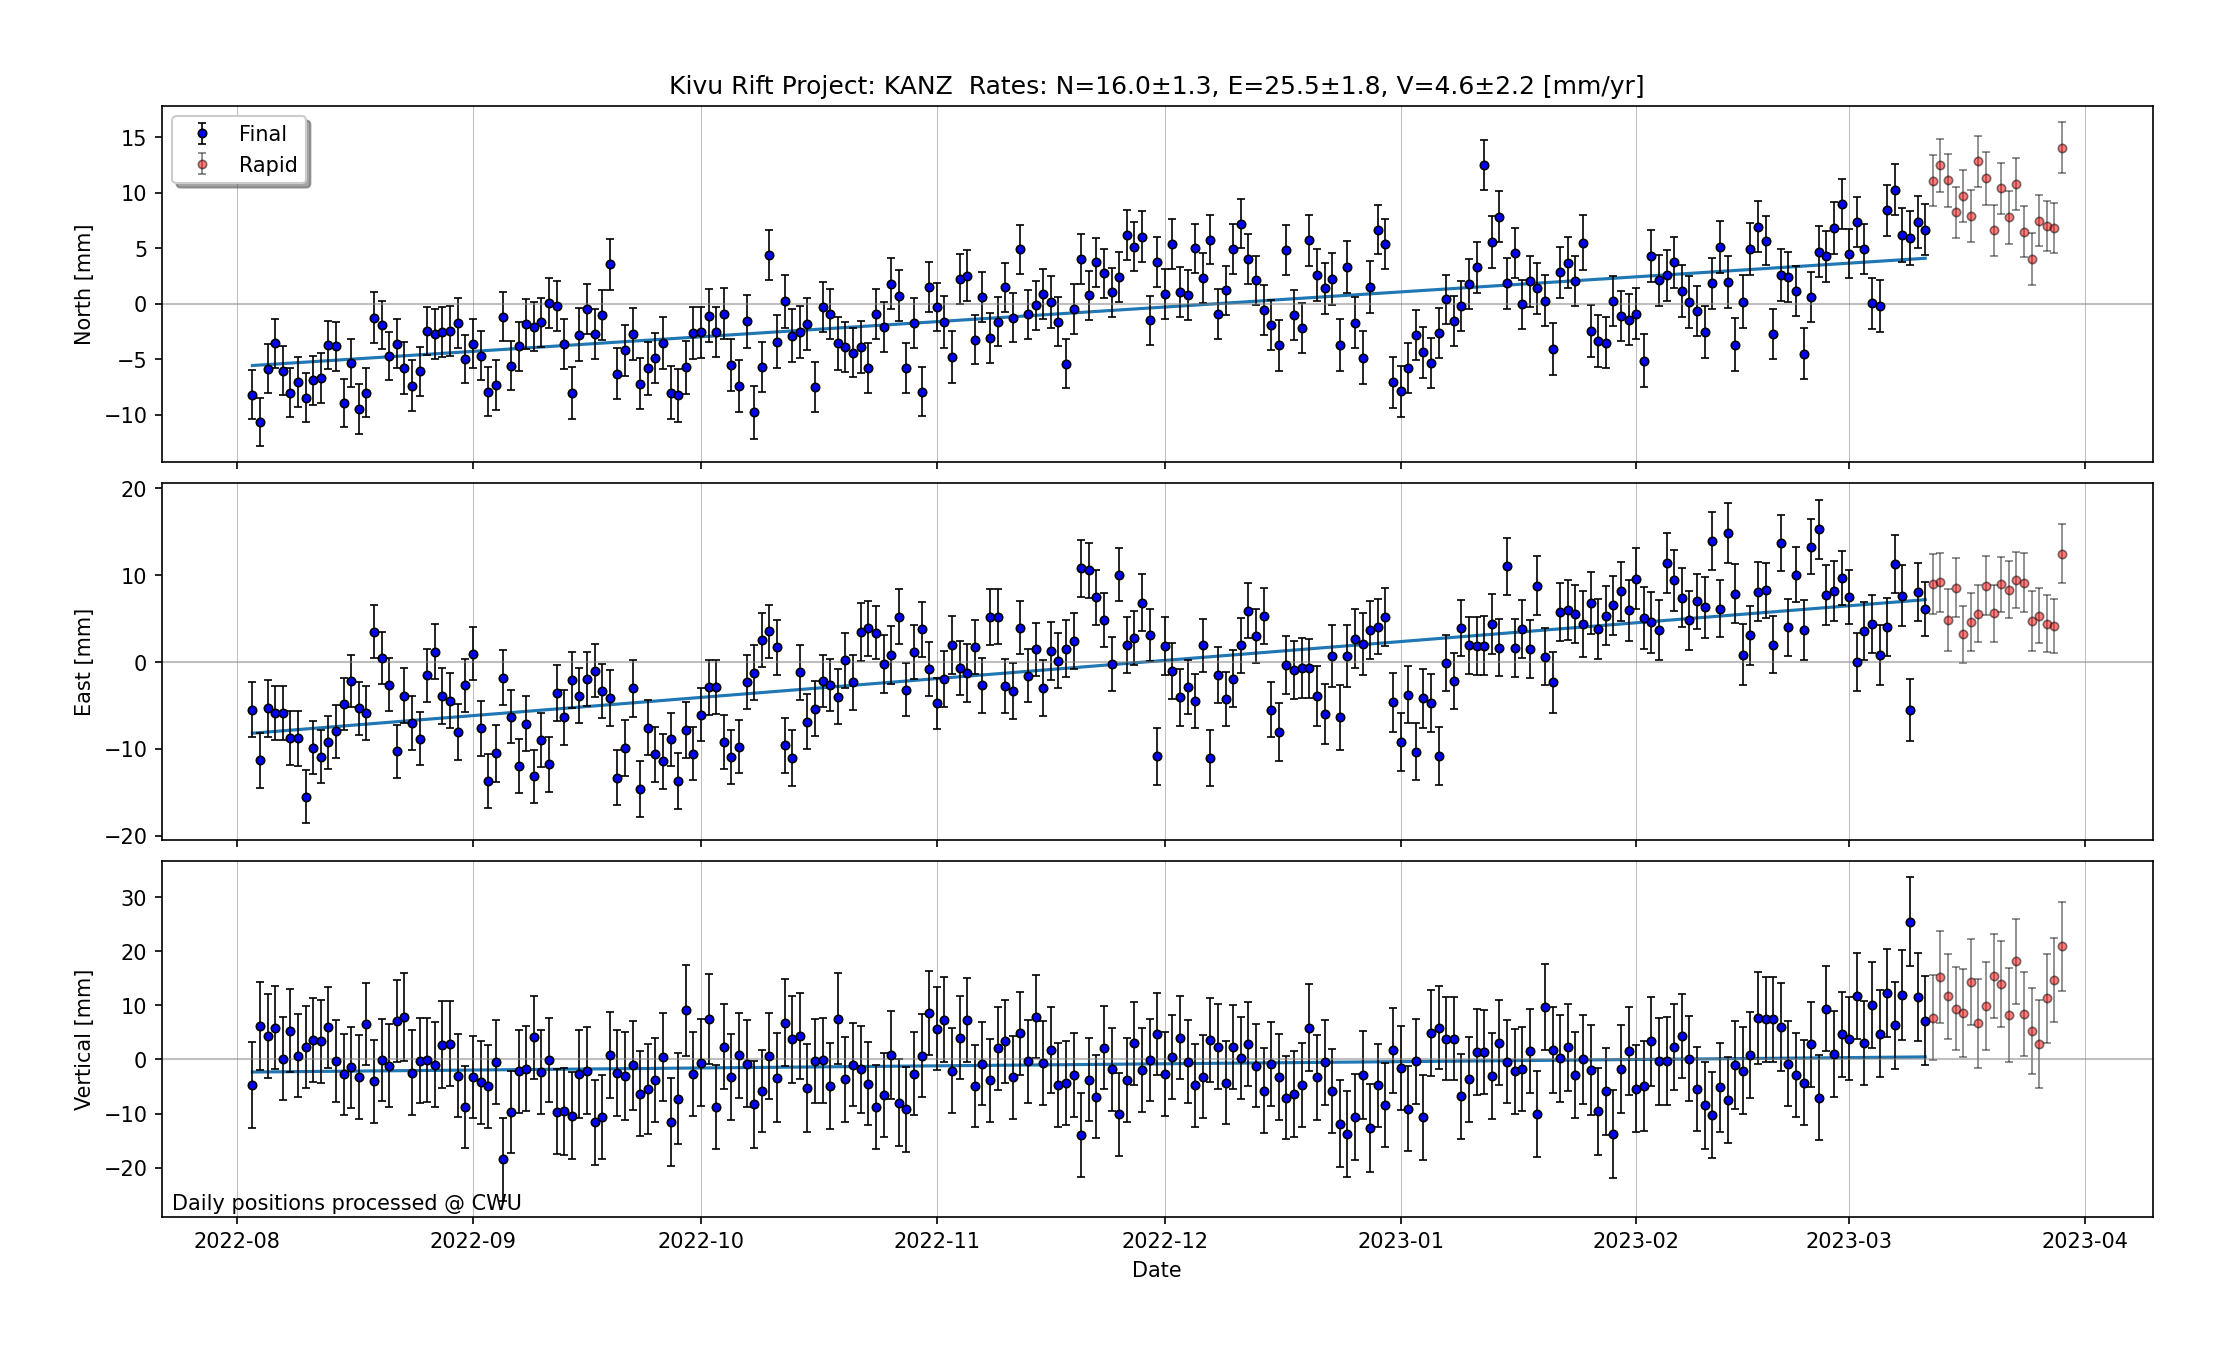 Kivu Rift Project: KANZ  Rates: N=16.0±1.3, E=25.5±1.8, V=4.6±2.2 [mm/yr]
Final
Rapid
North [mm]
15
10
5
0
−5
−10
East [mm]
20
10
0
−10
−20
Vertical [mm]
30
20
10
0
−10
−20
Daily positions processed @ CWU
2022-08 2022-09 2022-10 2022-11 2022-12 2023-01 2023-02 2023-03 2023-04
Date